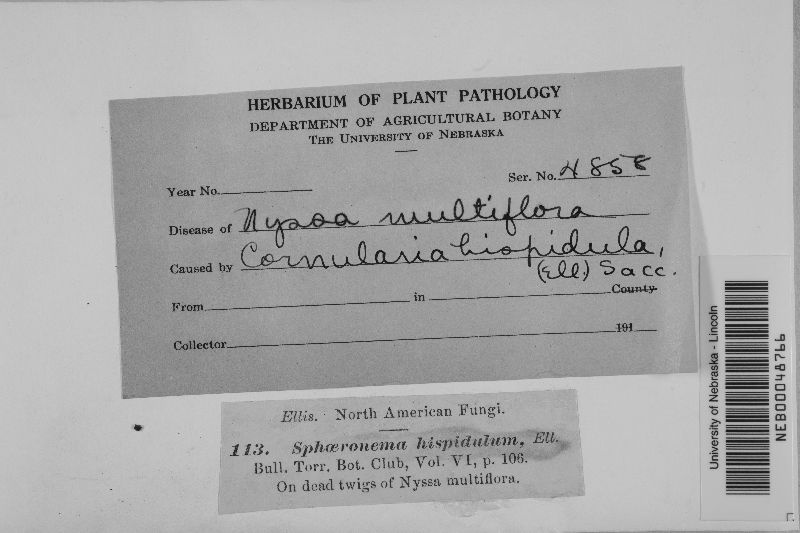 HERBARIUM OF PLANT PATHOLOGY
DEPARTMENT OF AGRICULTURAL BOTANY
THE UNIVERSITY OF NEBRASKA
Year No. Ser. No. 4858
Disease of Nyssa multiflora
Caused by Cornularia hispidula,
(Ell.) Sacc.
From in County
Collector 191
Ellis. North American Fungi.
113. Sphæronema hispidulum, Ell.
Bull. Torr. Bot. Club, Vol. VI, p. 106.
On dead twigs of Nyssa multiflora.
University of Nebraska - Lincoln
NEB00048766